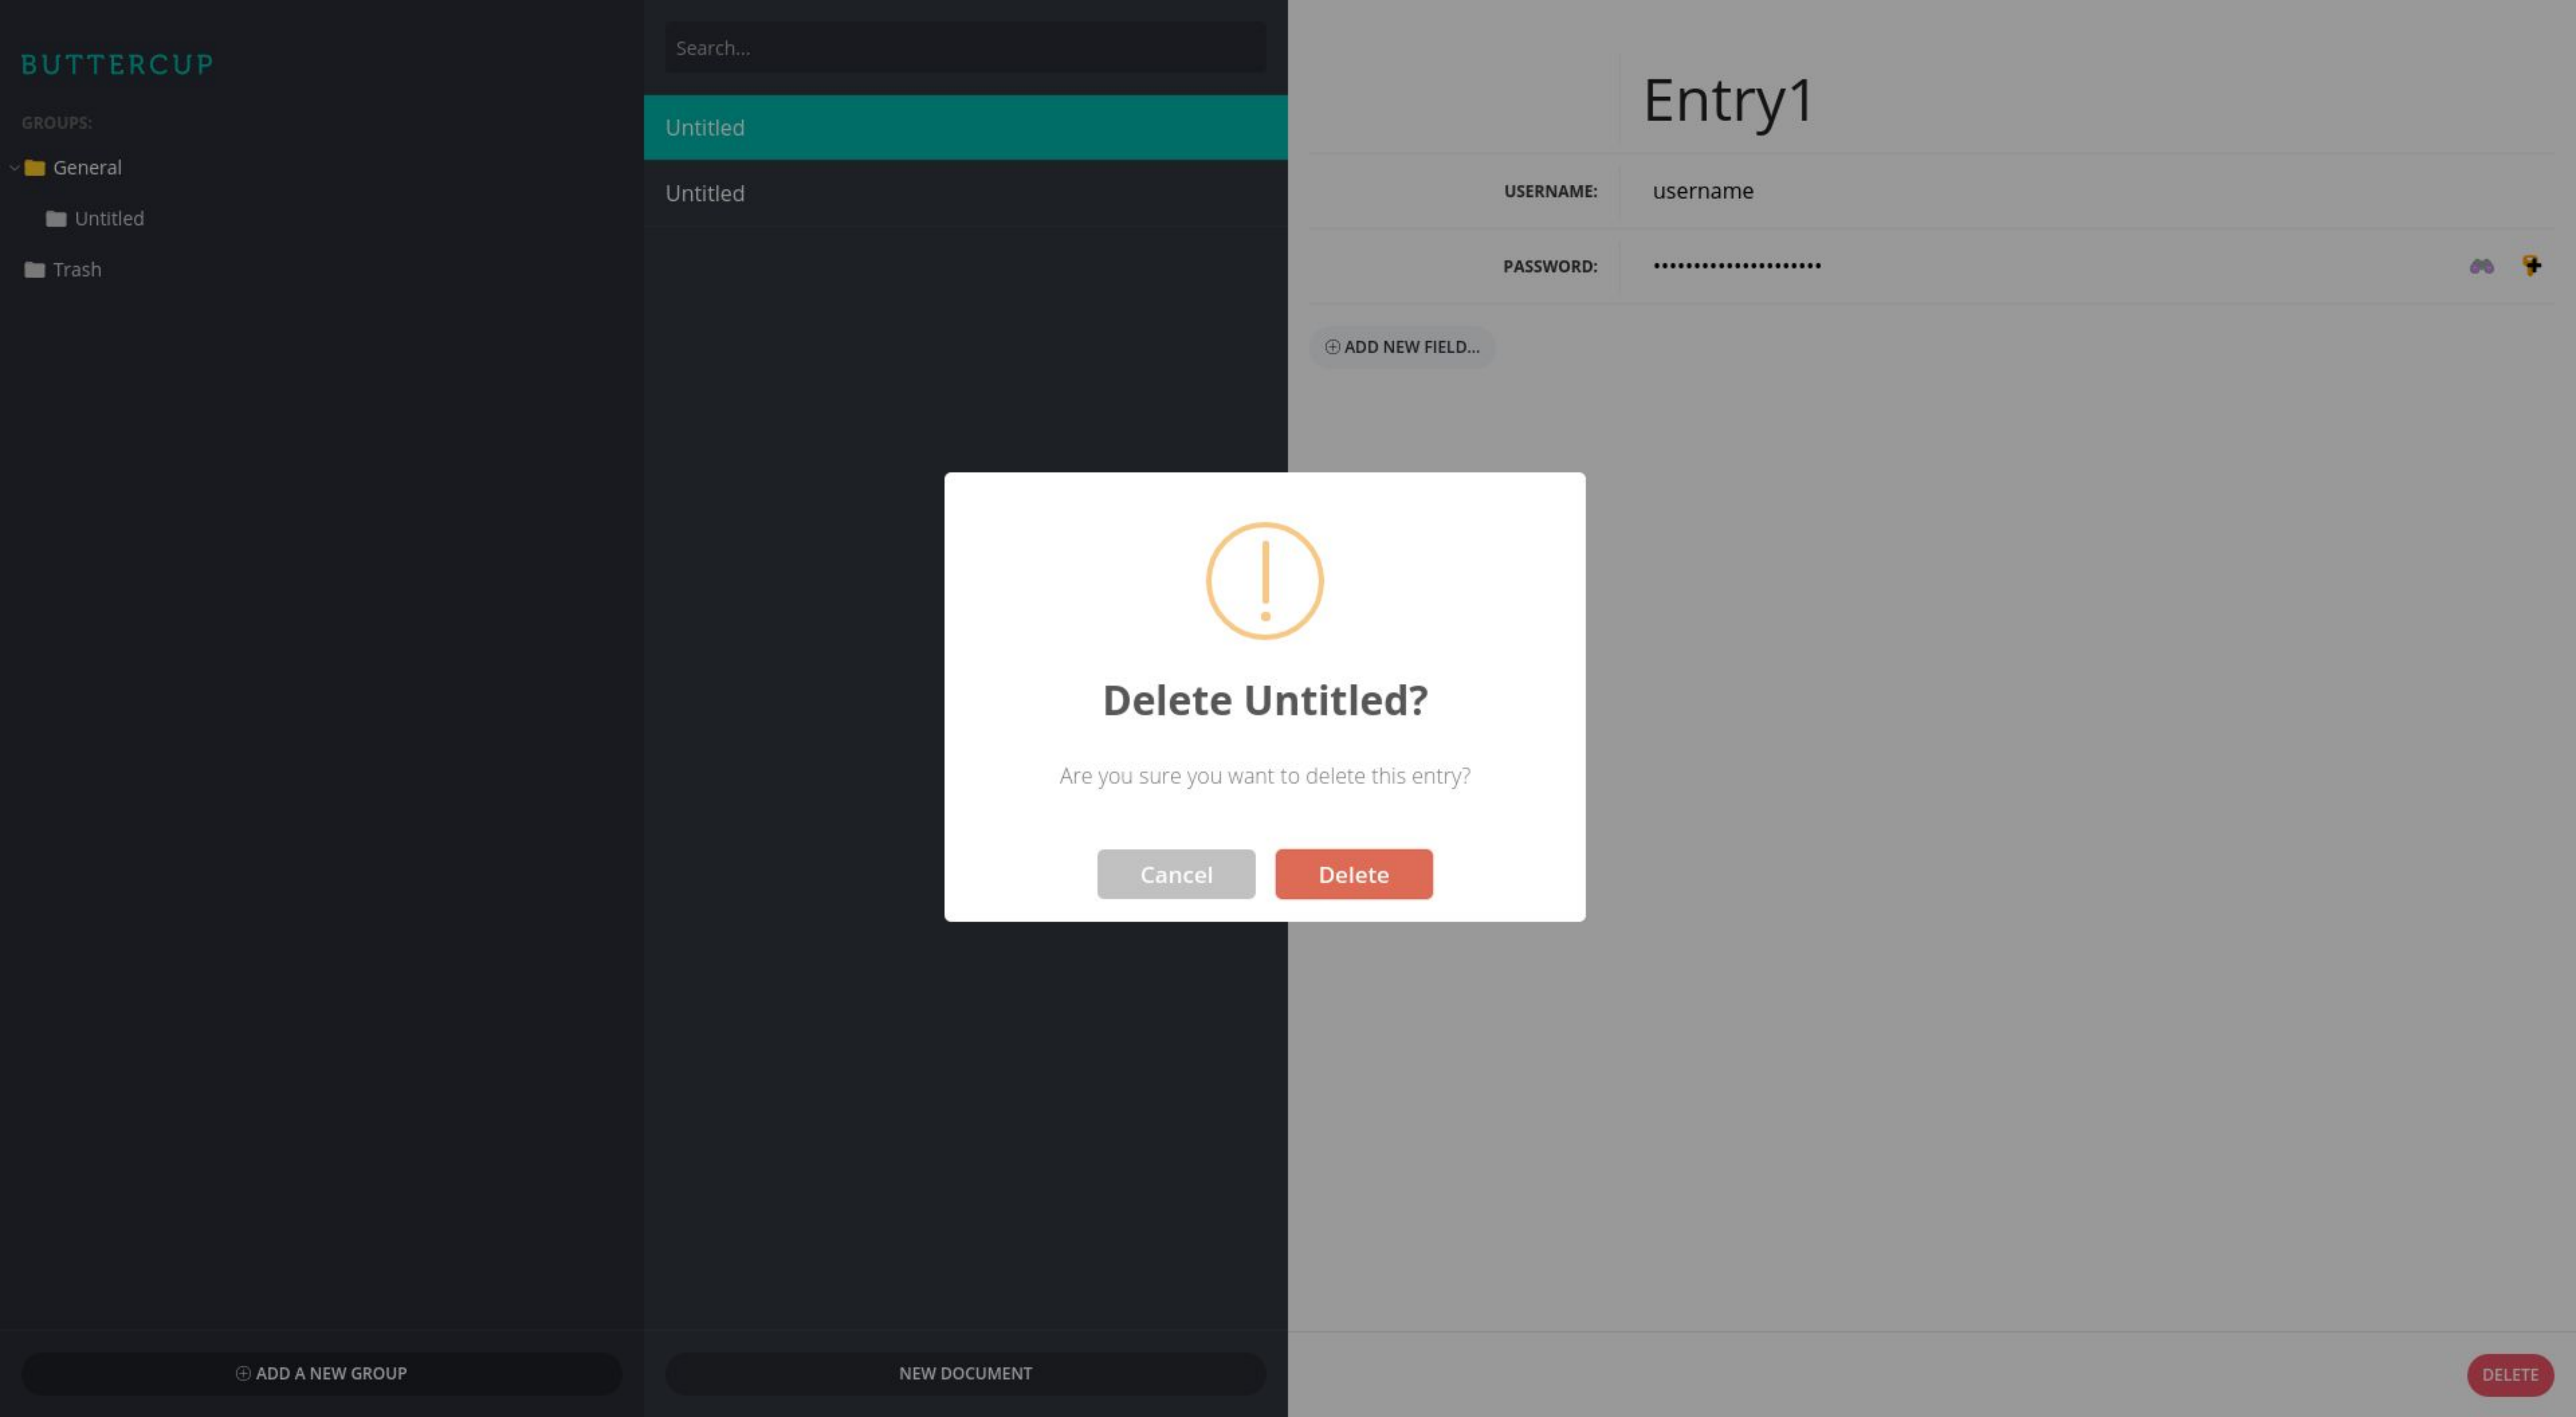 BUTTERCUP
GROUPS:
General
Untitled
Trash
ADD A NEW GROUP
Search...
Untitled
Untitled
NEW DOCUMENT
Entry1
USERNAME: username
PASSWORD: •••••••••••••••••••••
ADD NEW FIELD...
DELETE
Delete Untitled?
Are you sure you want to delete this entry?
Cancel Delete